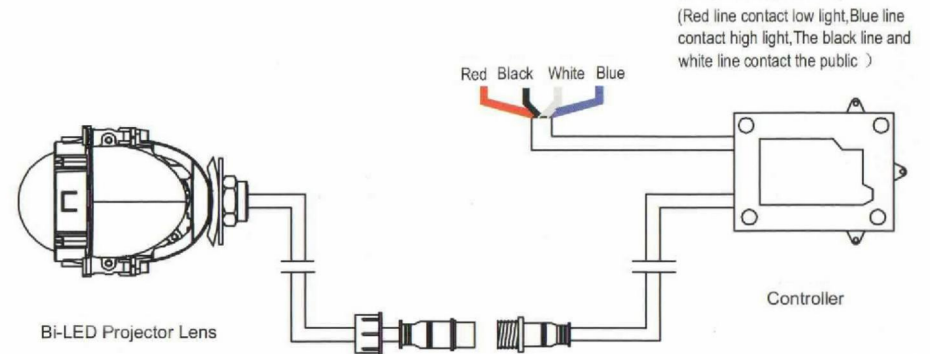 (Red line contact low light,Blue line
contact high light,The black line and
white line contact the public )
Red Black White Blue
Controller
Bi-LED Projector Lens